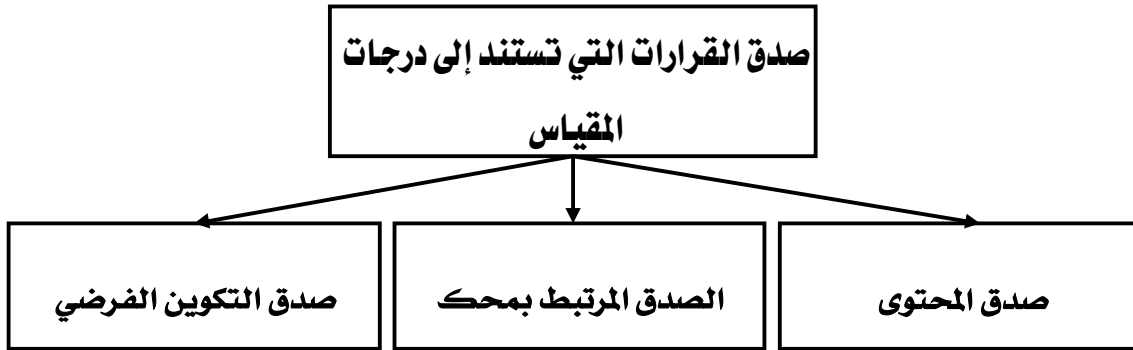 صدق القرارات التي تستند إلى درجات
المقياس
صدق المحتوى
الصدق المرتبط بمحك
صدق التكوين الفرضي